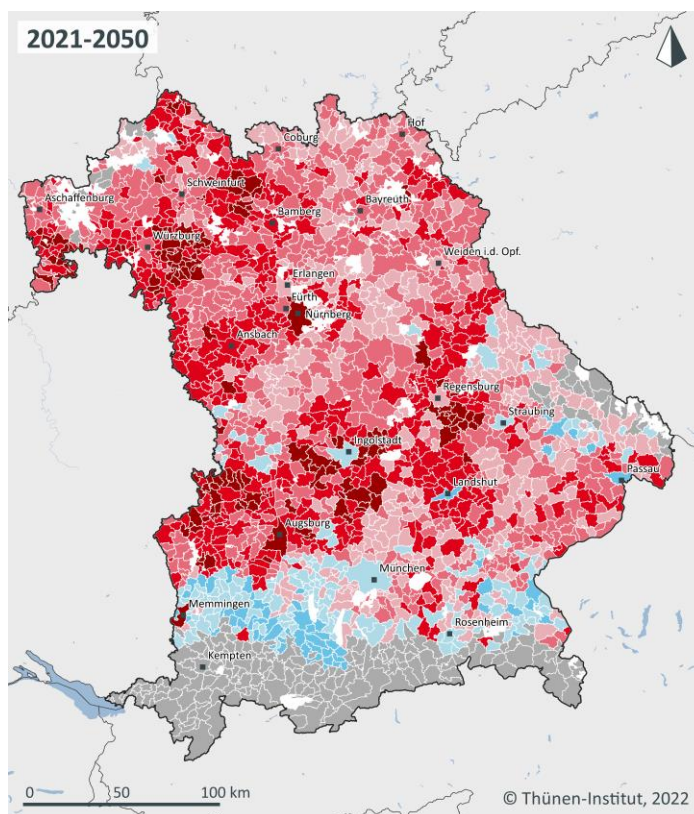 2021-2050
Hof
Coburg
Schweinfurt
Aschaffenburg
Bayreuth
Bamberg
Würzburg
Weiden i.d. Opf.
Erlangen
Fürth
Nürnberg
Ansbach
Regensburg
Straubing
Ingolstadt
Passau
Landshut
Augsburg
München
Memmingen
Rosenheim
Kempten
0 50 100 km
© Thünen-Institut, 2022